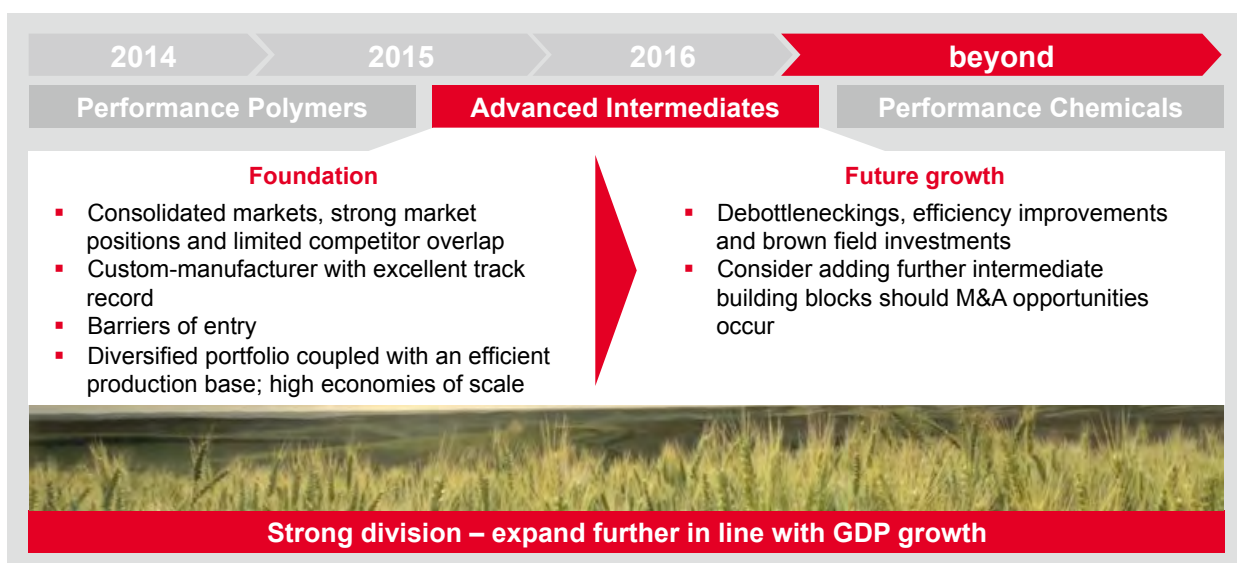 2014 2015 2016 beyond
Performance Polymers Advanced Intermediates Performance Chemicals
Foundation
▪ Consolidated markets, strong market
positions and limited competitor overlap
▪ Custom-manufacturer with excellent track
record
▪ Barriers of entry
▪ Diversified portfolio coupled with an efficient
production base; high economies of scale
Future growth
▪ Debottleneckings, efficiency improvements
and brown field investments
▪ Consider adding further intermediate
building blocks should M&A opportunities
occur
Strong division – expand further in line with GDP growth